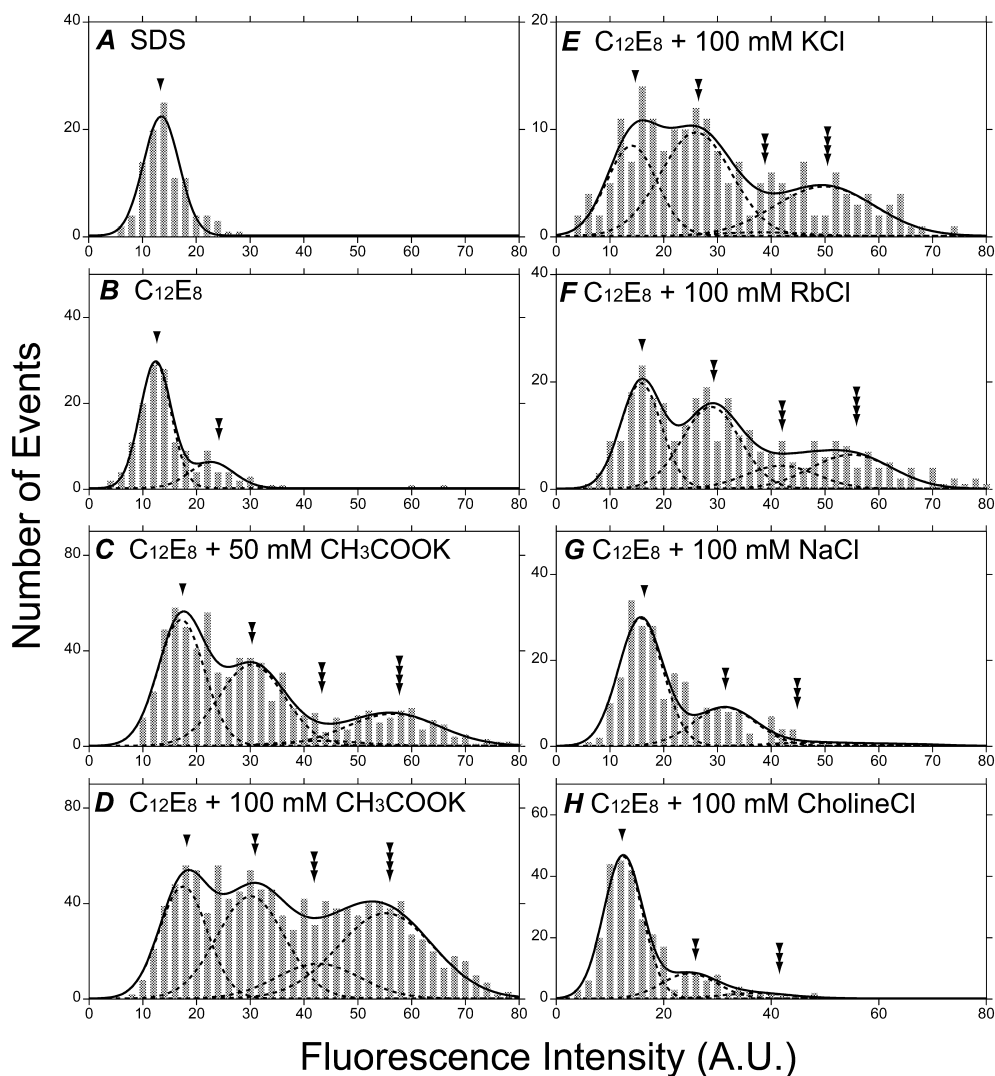 Number of Events
A SDS
40
20
0
0 10 20 30 40 50 60 70 80
B C12E8
40
20
0
0 10 20 30 40 50 60 70 80
C C12E8 + 50 mM CH3COOK
80
40
0
0 10 20 30 40 50 60 70 80
D C12E8 + 100 mM CH3COOK
80
40
0
0 10 20 30 40 50 60 70 80
E C12E8 + 100 mM KCl
20
10
0
0 10 20 30 40 50 60 70 80
F C12E8 + 100 mM RbCl
40
20
0
0 10 20 30 40 50 60 70 80
G C12E8 + 100 mM NaCl
40
20
0
0 10 20 30 40 50 60 70 80
H C12E8 + 100 mM CholineCl
60
40
20
0
0 20 40 60 80
Fluorescence Intensity (A.U.)